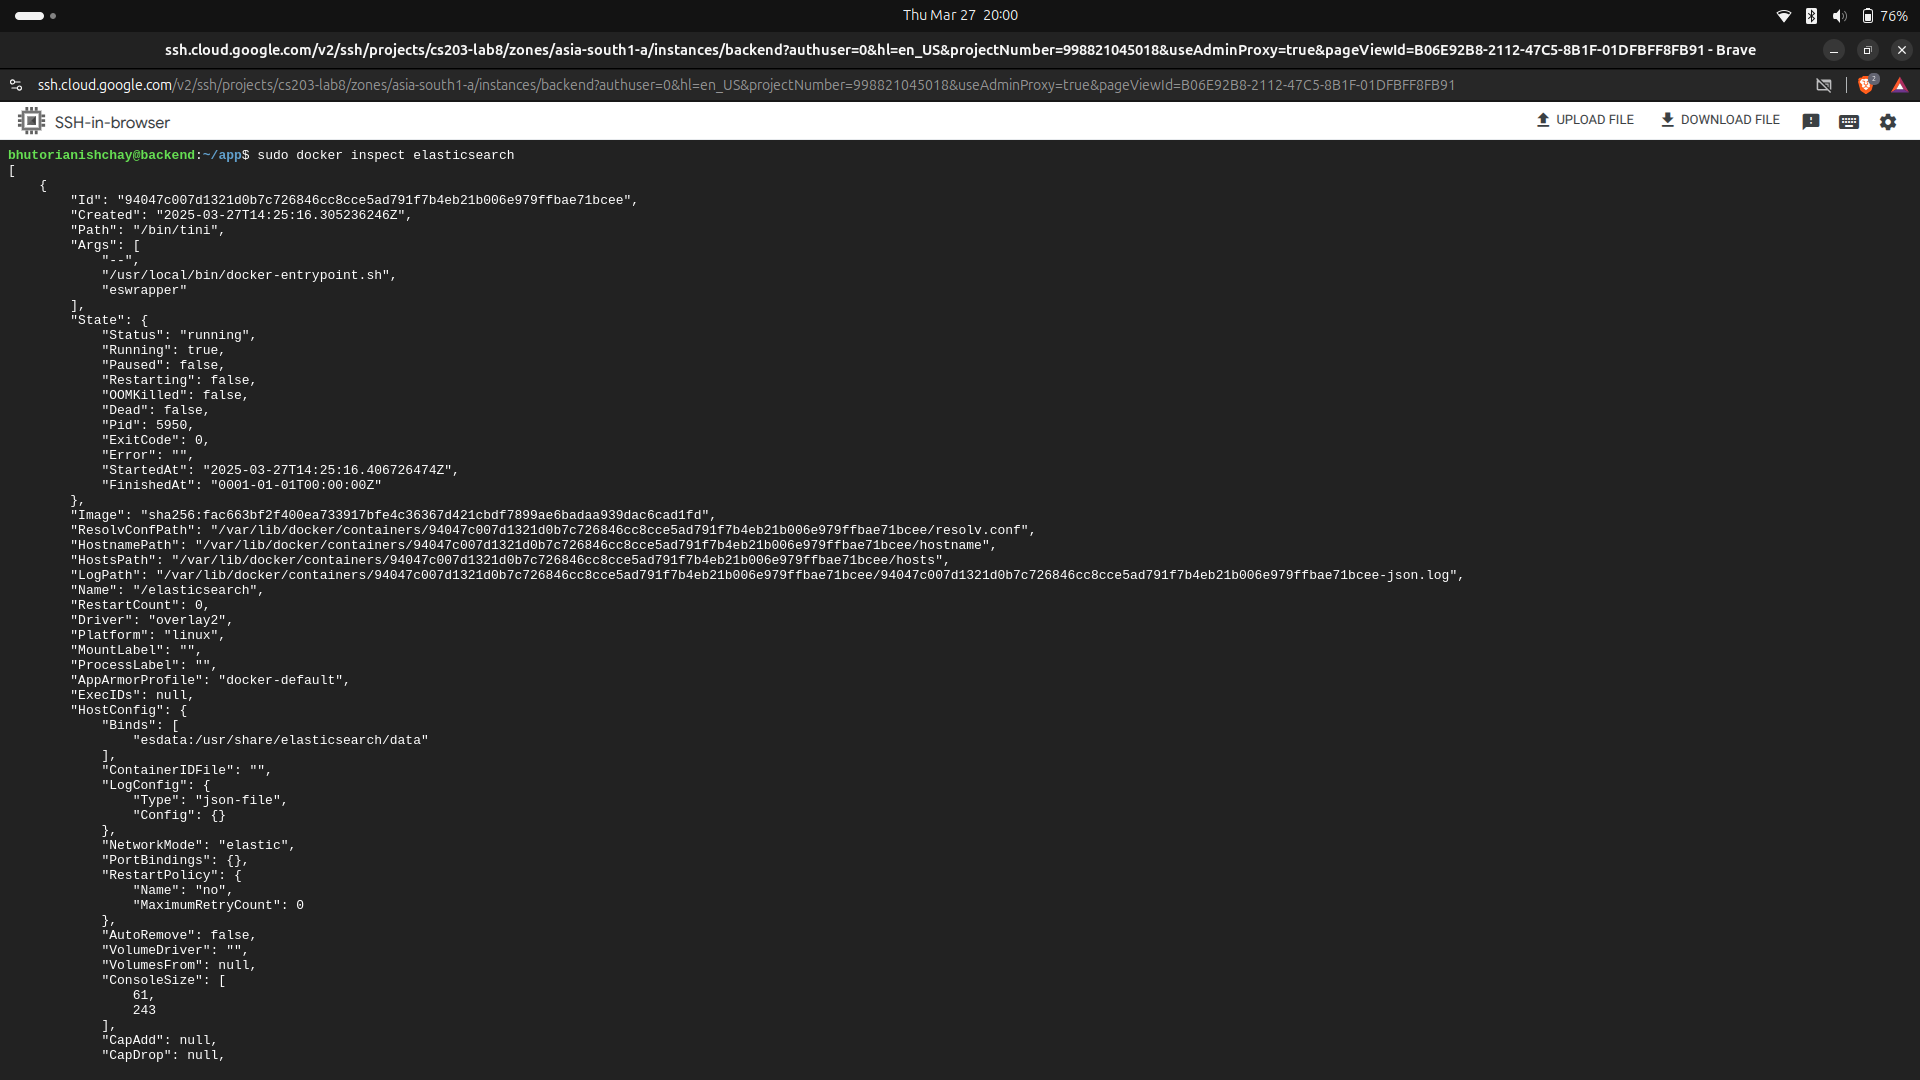 Thu Mar 27  20:00
76%
ssh.cloud.google.com/v2/ssh/projects/cs203-lab8/zones/asia-south1-a/instances/backend?authuser=0&hl=en_US&projectNumber=998821045018&useAdminProxy=true&pageViewId=B06E92B8-2112-47C5-8B1F-01DFBFF8FB91 - Brave
ssh.cloud.google.com/v2/ssh/projects/cs203-lab8/zones/asia-south1-a/instances/backend?authuser=0&hl=en_US&projectNumber=998821045018&useAdminProxy=true&pageViewId=B06E92B8-2112-47C5-8B1F-01DFBFF8FB91
2
SSH-in-browser
UPLOAD FILE
DOWNLOAD FILE
bhutorianishchay@backend:~/app$ sudo docker inspect elasticsearch
[
    {
        "Id": "94047c007d1321d0b7c726846cc8cce5ad791f7b4eb21b006e979ffbae71bcee",
        "Created": "2025-03-27T14:25:16.305236246Z",
        "Path": "/bin/tini",
        "Args": [
            "--",
            "/usr/local/bin/docker-entrypoint.sh",
            "eswrapper"
        ],
        "State": {
            "Status": "running",
            "Running": true,
            "Paused": false,
            "Restarting": false,
            "OOMKilled": false,
            "Dead": false,
            "Pid": 5950,
            "ExitCode": 0,
            "Error": "",
            "StartedAt": "2025-03-27T14:25:16.406726474Z",
            "FinishedAt": "0001-01-01T00:00:00Z"
        },
        "Image": "sha256:fac663bf2f400ea733917bfe4c36367d421cbdf7899ae6badaa939dac6cad1fd",
        "ResolvConfPath": "/var/lib/docker/containers/94047c007d1321d0b7c726846cc8cce5ad791f7b4eb21b006e979ffbae71bcee/resolv.conf",
        "HostnamePath": "/var/lib/docker/containers/94047c007d1321d0b7c726846cc8cce5ad791f7b4eb21b006e979ffbae71bcee/hostname",
        "HostsPath": "/var/lib/docker/containers/94047c007d1321d0b7c726846cc8cce5ad791f7b4eb21b006e979ffbae71bcee/hosts",
        "LogPath": "/var/lib/docker/containers/94047c007d1321d0b7c726846cc8cce5ad791f7b4eb21b006e979ffbae71bcee/94047c007d1321d0b7c726846cc8cce5ad791f7b4eb21b006e979ffbae71bcee-json.log",
        "Name": "/elasticsearch",
        "RestartCount": 0,
        "Driver": "overlay2",
        "Platform": "linux",
        "MountLabel": "",
        "ProcessLabel": "",
        "AppArmorProfile": "docker-default",
        "ExecIDs": null,
        "HostConfig": {
            "Binds": [
                "esdata:/usr/share/elasticsearch/data"
            ],
            "ContainerIDFile": "",
            "LogConfig": {
                "Type": "json-file",
                "Config": {}
            },
            "NetworkMode": "elastic",
            "PortBindings": {},
            "RestartPolicy": {
                "Name": "no",
                "MaximumRetryCount": 0
            },
            "AutoRemove": false,
            "VolumeDriver": "",
            "VolumesFrom": null,
            "ConsoleSize": [
                61,
                243
            ],
            "CapAdd": null,
            "CapDrop": null,